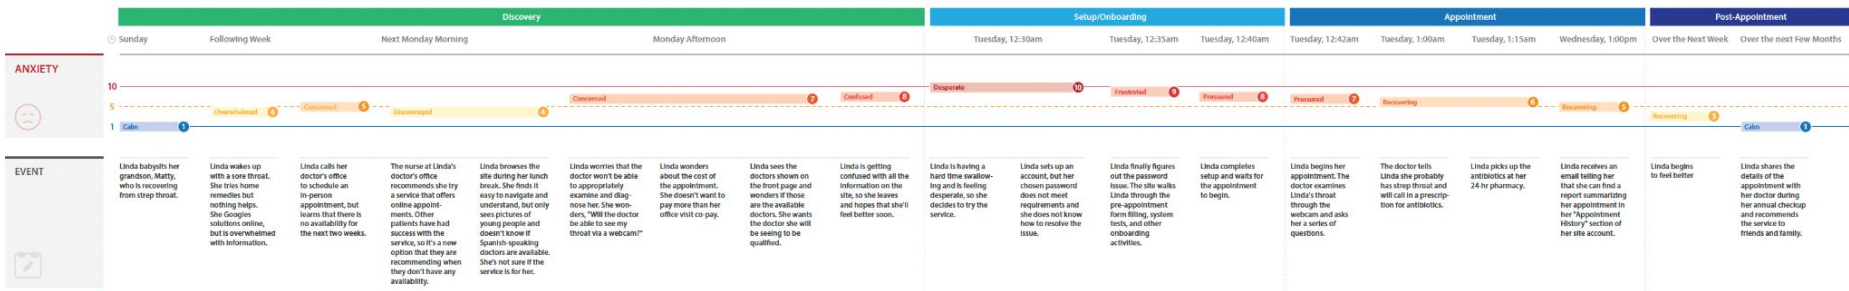 Discovery
Setup/Onboarding
Appointment
Post-Appointment
Sunday
Following Week
Next Monday Morning
Monday Afternoon
Tuesday, 12:30am
Tuesday, 12:35am
Tuesday, 12:40am
Tuesday, 12:42am
Tuesday, 1:00am
Tuesday, 1:15am
Wednesday, 1:00pm
Over the Next Week
Over the next Few Months
ANXIETY
10
5
1
Calm 1
Overwhelmed 4
Concerned 5
Discouraged 4
Concerned 7
Confused 8
Desperate 10
Frustrated 9
Pressured 8
Pressured 7
Recovering 6
Recovering 5
Recovering 3
Calm 1
EVENT
Linda babysits her
grandson, Matty,
who is recovering
from strep throat.
Linda wakes up
with a sore throat.
She tries home
remedies but
nothing helps.
She Googles
solutions online,
but is overwhelmed
with information.
Linda calls her
doctor's office
to schedule an
in-person
appointment, but
learns that there is
no availability for
the next two weeks.
The nurse at Linda's
doctor's office
recommends she try
a service that offers
online appoint-
ments. Other
patients have had
success with the
service, so it's a new
option that they are
recommending when
they don't have any
availability.
Linda browses the
site during her lunch
break. She finds it
easy to navigate and
understand, but only
sees pictures of
young people and
doesn't know if
Spanish-speaking
doctors are available.
She's not sure if the
service is for her.
Linda worries that the
doctor won't be able
to appropriately
examine and diag-
nose her. She won-
ders, "Will the doctor
be able to see my
throat via a webcam?"
Linda wonders
about the cost of
the appointment.
She doesn't want to
pay more than her
office visit co-pay.
Linda sees the
doctors shown on
the front page and
wonders if those
are the available
doctors. She wants
the doctor she will
be seeing to be
qualified.
Linda is getting
confused with all the
information on the
site, so she leaves
and hopes that she'll
feel better soon.
Linda is having a
hard time swallow-
ing and is feeling
desperate, so she
decides to try the
service.
Linda sets up an
account, but her
chosen password
does not meet
requirements and
she does not know
how to resolve the
issue.
Linda finally figures
out the password
issue. The site walks
Linda through the
pre-appointment
form filling, system
tests, and other
onboarding
activities.
Linda completes
setup and waits for
the appointment
to begin.
Linda begins her
appointment. The
doctor examines
Linda's throat
through the
webcam and asks
her a series of
questions.
The doctor tells
Linda she probably
has strep throat and
will call in a prescrip-
tion for antibiotics.
Linda picks up the
antibiotics at her
24-hr pharmacy.
Linda receives an
email telling her
that she can find a
report summarizing
her appointment in
her "Appointment
History" section of
her site account.
Linda begins
to feel better
Linda shares the
details of the
appointment with
her doctor during
her annual checkup
and recommends
the service to
friends and family.